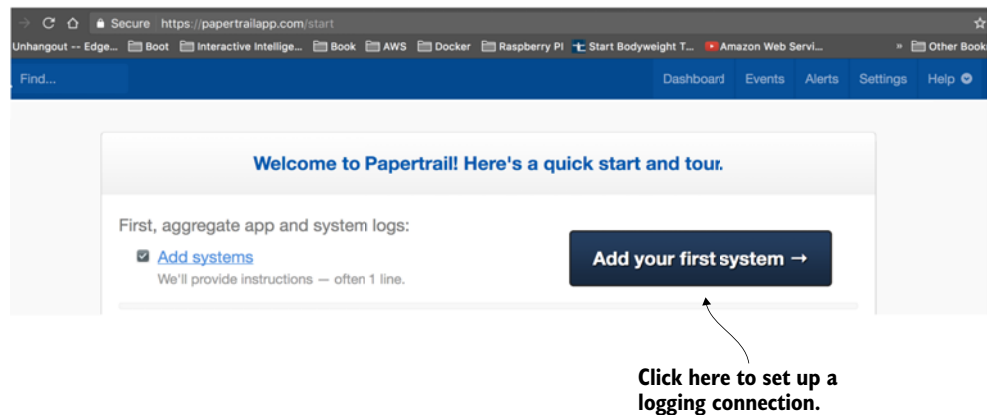 Secure https://papertrailapp.com/start
Unhangout -- Edge... Boot Interactive Intellige... Book AWS Docker Raspberry PI Start Bodyweight T... Amazon Web Servi... » Other Book
Find... Dashboard Events Alerts Settings Help
Welcome to Papertrail! Here's a quick start and tour.
First, aggregate app and system logs:
Add systems
Add your first system →
We'll provide instructions — often 1 line.
Click here to set up a
logging connection.